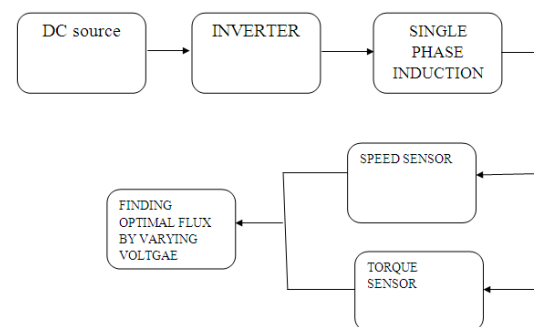 DC source
INVERTER
SINGLE
PHASE
INDUCTION
SPEED SENSOR
FINDING
OPTIMAL FLUX
BY VARYING
VOLTGAE
TORQUE
SENSOR